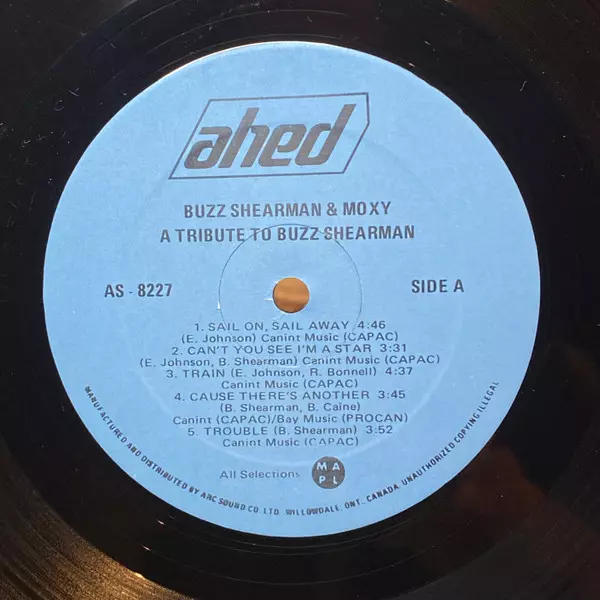 ahed
BUZZ SHEARMAN & MOXY
A TRIBUTE TO BUZZ SHEARMAN
AS - 8227
SIDE A
1. SAIL ON, SAIL AWAY 4:46
(E. Johnson) Canint Music (CAPAC)
2. CAN'T YOU SEE I'M A STAR 3:31
(E. Johnson, B. Shearman) Canint Music (CAPAC)
3. TRAIN (E. Johnson, R. Bonnell) 4:37
Canint Music (CAPAC)
4. CAUSE THERE'S ANOTHER 3:45
(B. Shearman, B. Caine)
Canint (CAPAC)/Bay Music (PROCAN)
5. TROUBLE (B. Shearman) 3:52
Canint Music (CAPAC)
All Selections
M A
P L
MANUFACTURED AND DISTRIBUTED BY ARC SOUND CO. LTD. WILLOWDALE, ONT., CANADA. UNAUTHORIZED COPYING ILLEGAL